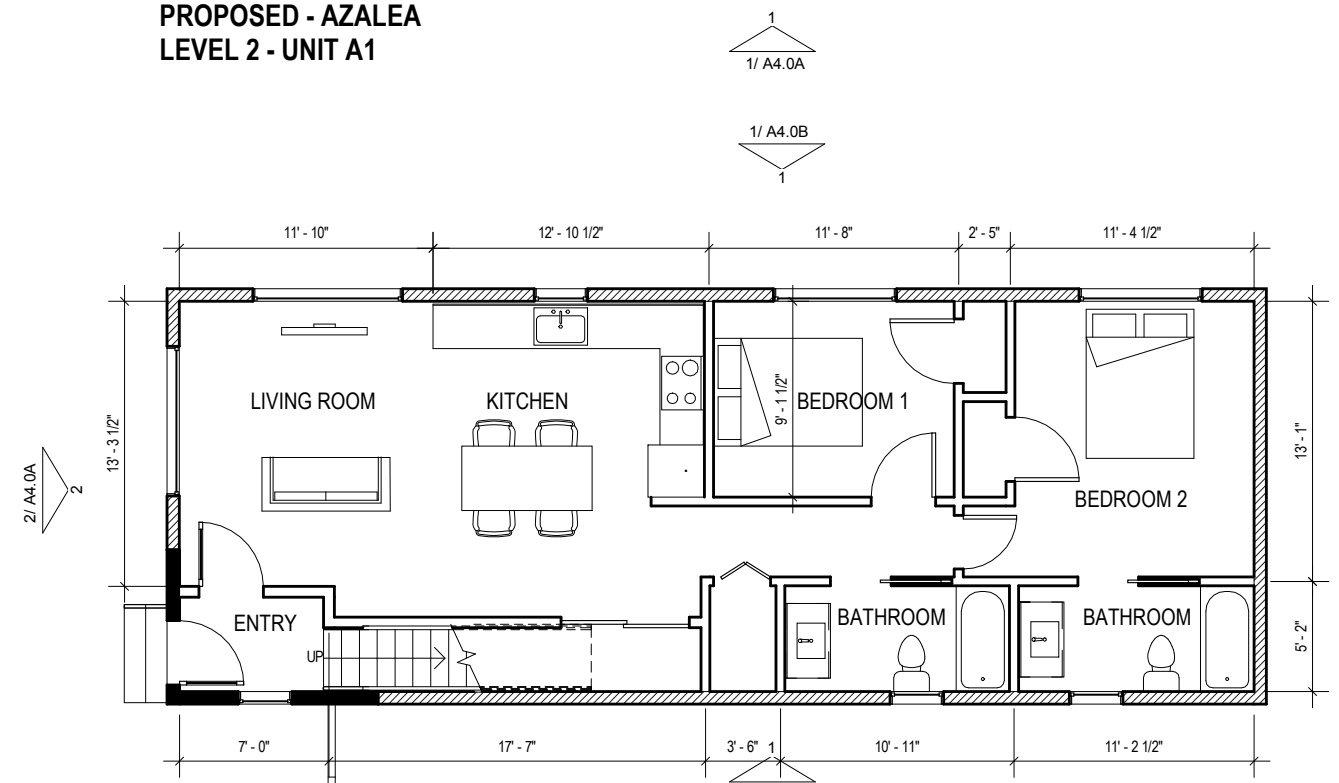 PROPOSED - AZALEA
LEVEL 2 - UNIT A1
1
1/ A4.0A
1/ A4.0B
1
11' - 10"
12' - 10 1/2"
11' - 8"
2' - 5"
11' - 4 1/2"
13' - 3 1/2"
2/ A4.0A
2
LIVING ROOM
KITCHEN
9' - 1 1/2"
BEDROOM 1
BEDROOM 2
13' - 1"
ENTRY
UP
BATHROOM
BATHROOM
5' - 2"
7' - 0"
17' - 7"
3' - 6"
1
10' - 11"
11' - 2 1/2"